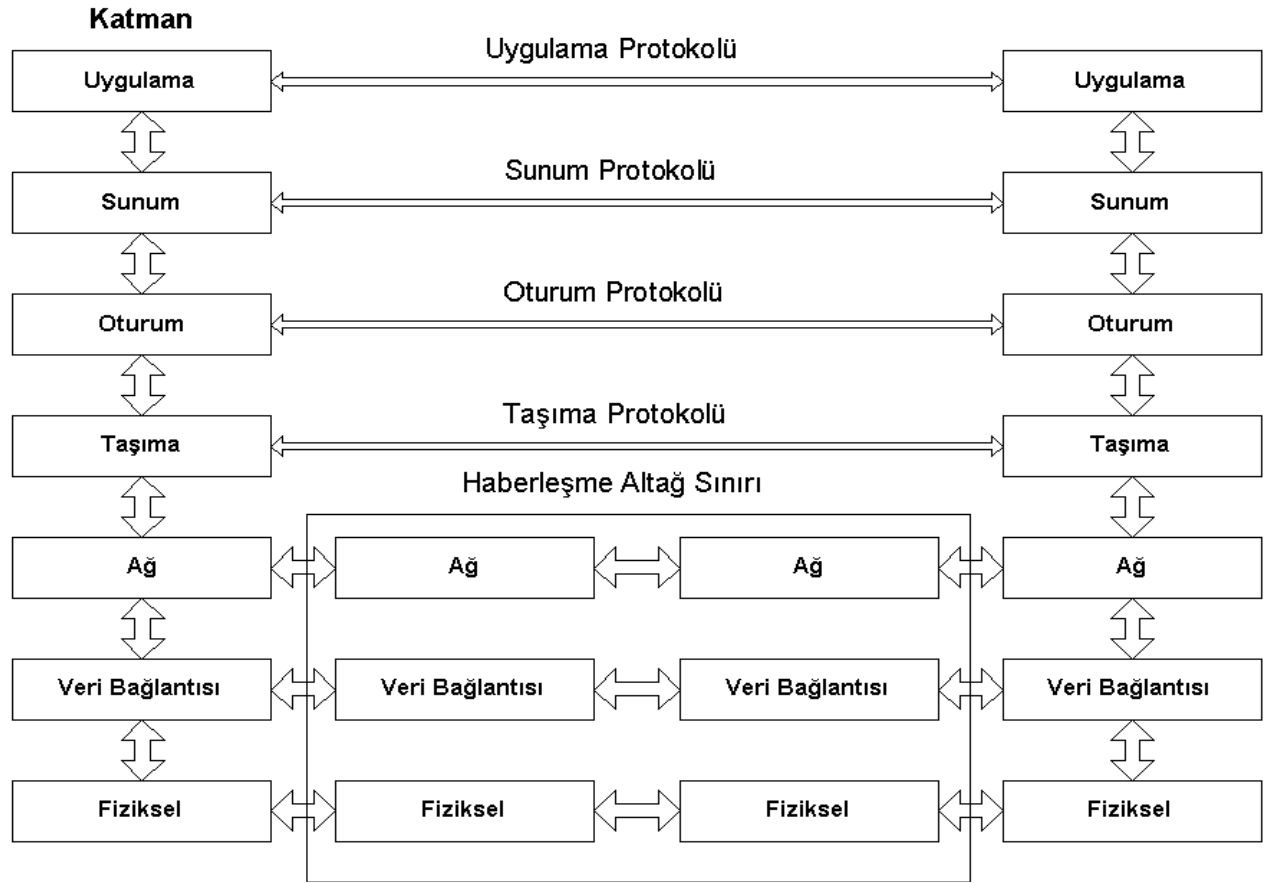 Katman
Uygulama Protokolü
Uygulama
Uygulama
Sunum Protokolü
Sunum
Sunum
Oturum Protokolü
Oturum
Oturum
Taşıma Protokolü
Taşıma
Taşıma
Haberleşme Altağ Sınırı
Ağ
Ağ
Ağ
Ağ
Veri Bağlantısı
Veri Bağlantısı
Veri Bağlantısı
Veri Bağlantısı
Fiziksel
Fiziksel
Fiziksel
Fiziksel